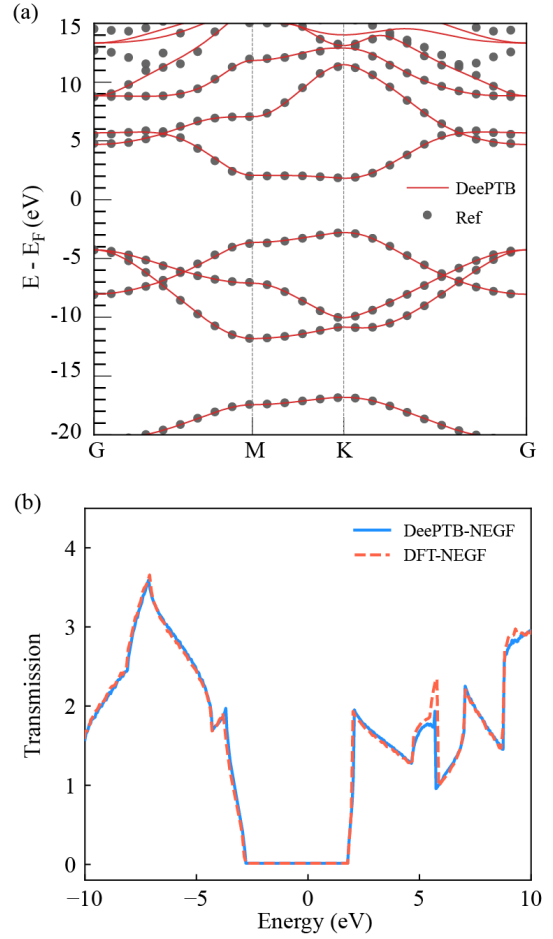 (a)
15
10
5
0
-5
-10
-15
-20
E - E_F (eV)
DeePTB
Ref
G M K G
(b)
DeePTB-NEGF
DFT-NEGF
4
3
2
1
0
Transmission
−10 −5 0 5 10
Energy (eV)